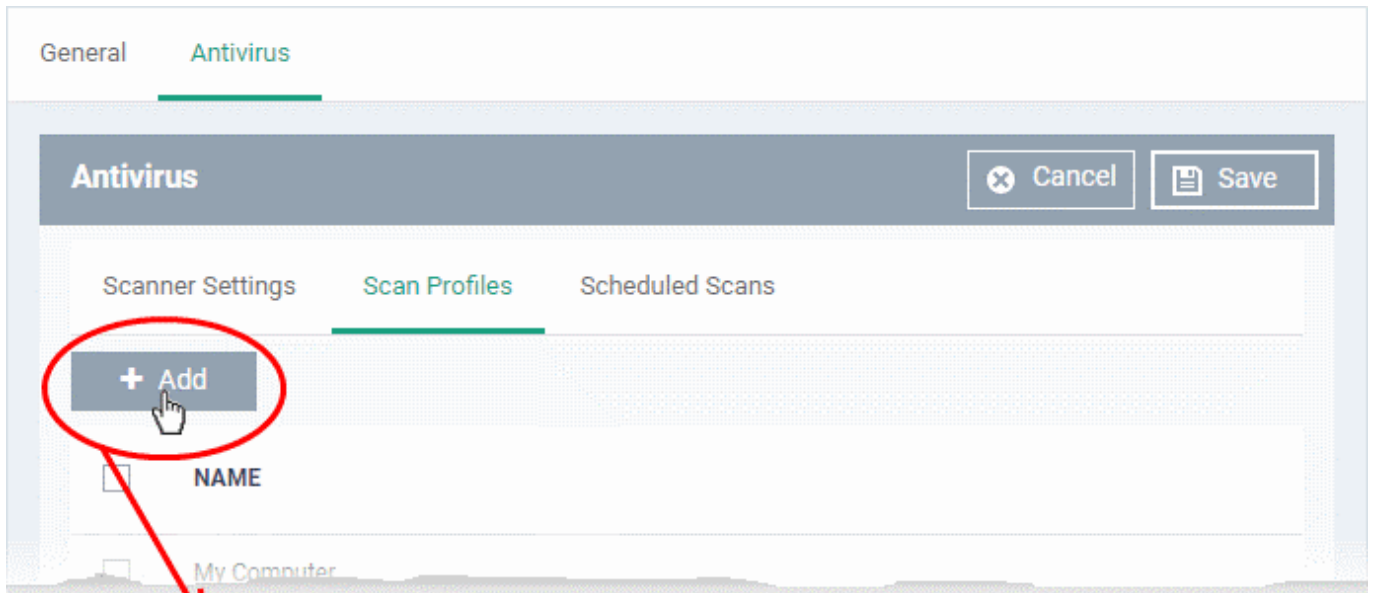 General Antivirus
Antivirus Cancel Save
Scanner Settings Scan Profiles Scheduled Scans
+ Add
NAME
My Computer